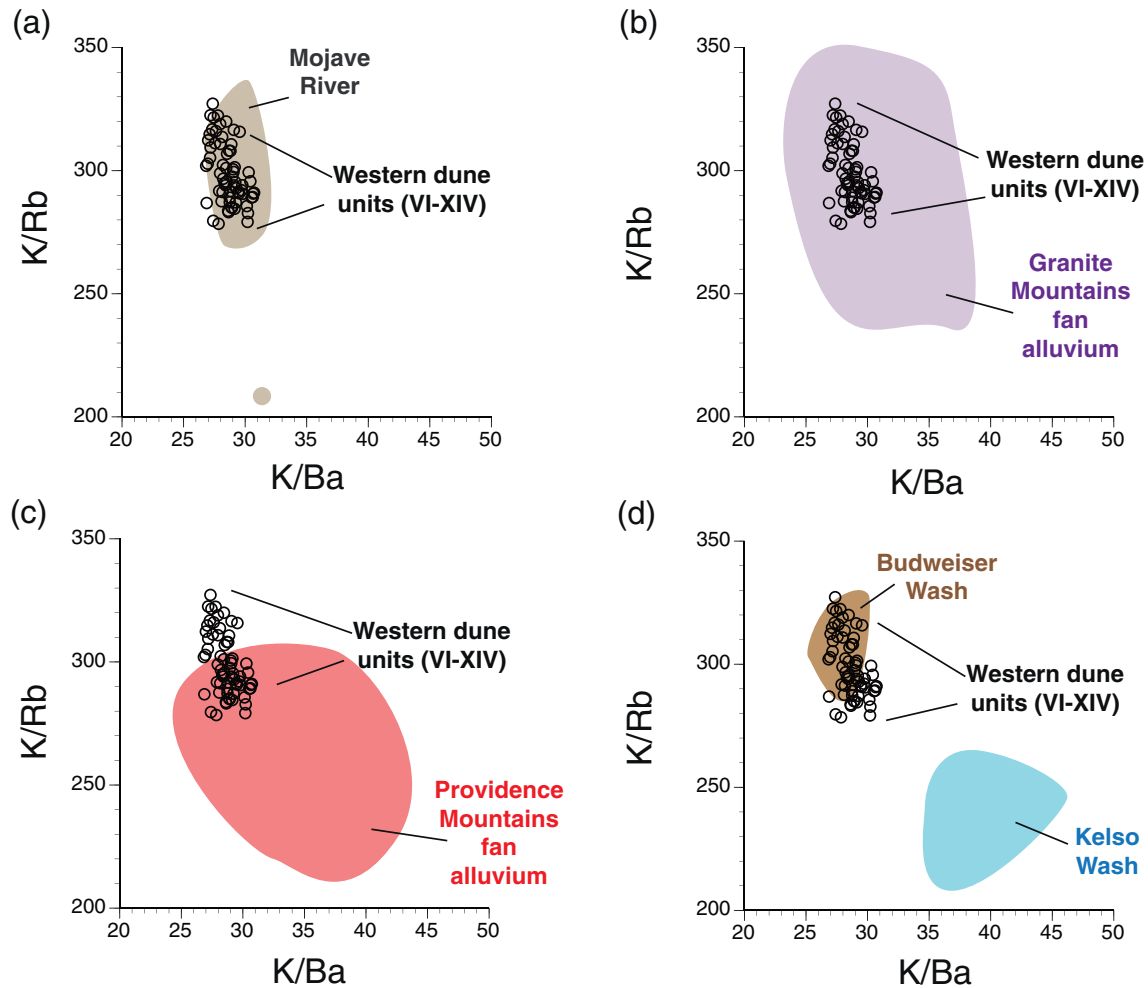 (a)
350
300
250
200
K/Rb
Mojave
River
Western dune
units (VI-XIV)
20 25 30 35 40 45 50
K/Ba
(b)
350
300
250
200
K/Rb
Western dune
units (VI-XIV)
Granite
Mountains
fan
alluvium
20 25 30 35 40 45 50
K/Ba
(c)
350
300
250
200
K/Rb
Western dune
units (VI-XIV)
Providence
Mountains
fan
alluvium
20 25 30 35 40 45 50
K/Ba
(d)
350
300
250
200
K/Rb
Budweiser
Wash
Western dune
units (VI-XIV)
Kelso
Wash
20 25 30 35 40 45 50
K/Ba